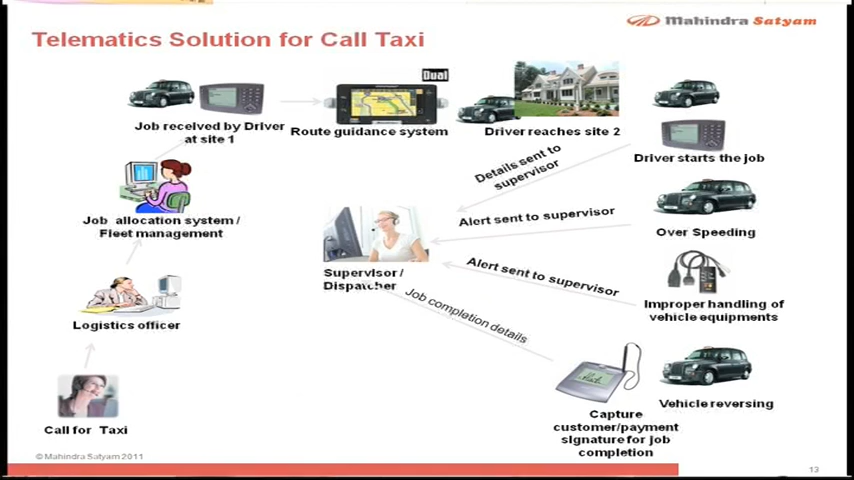 Mahindra Satyam
Telematics Solution for Call Taxi
Dual
Job received by Driver
at site 1
Route guidance system
Driver reaches site 2
Driver starts the job
Details sent to
supervisor
Job allocation system /
Fleet management
Alert sent to supervisor
Over Speeding
Supervisor /
Dispatcher
Alert sent to supervisor
Improper handling of
vehicle equipments
Logistics officer
Job completion details
Call for Taxi
Vehicle reversing
Capture
customer/payment
signature for job
completion
© Mahindra Satyam 2011
13